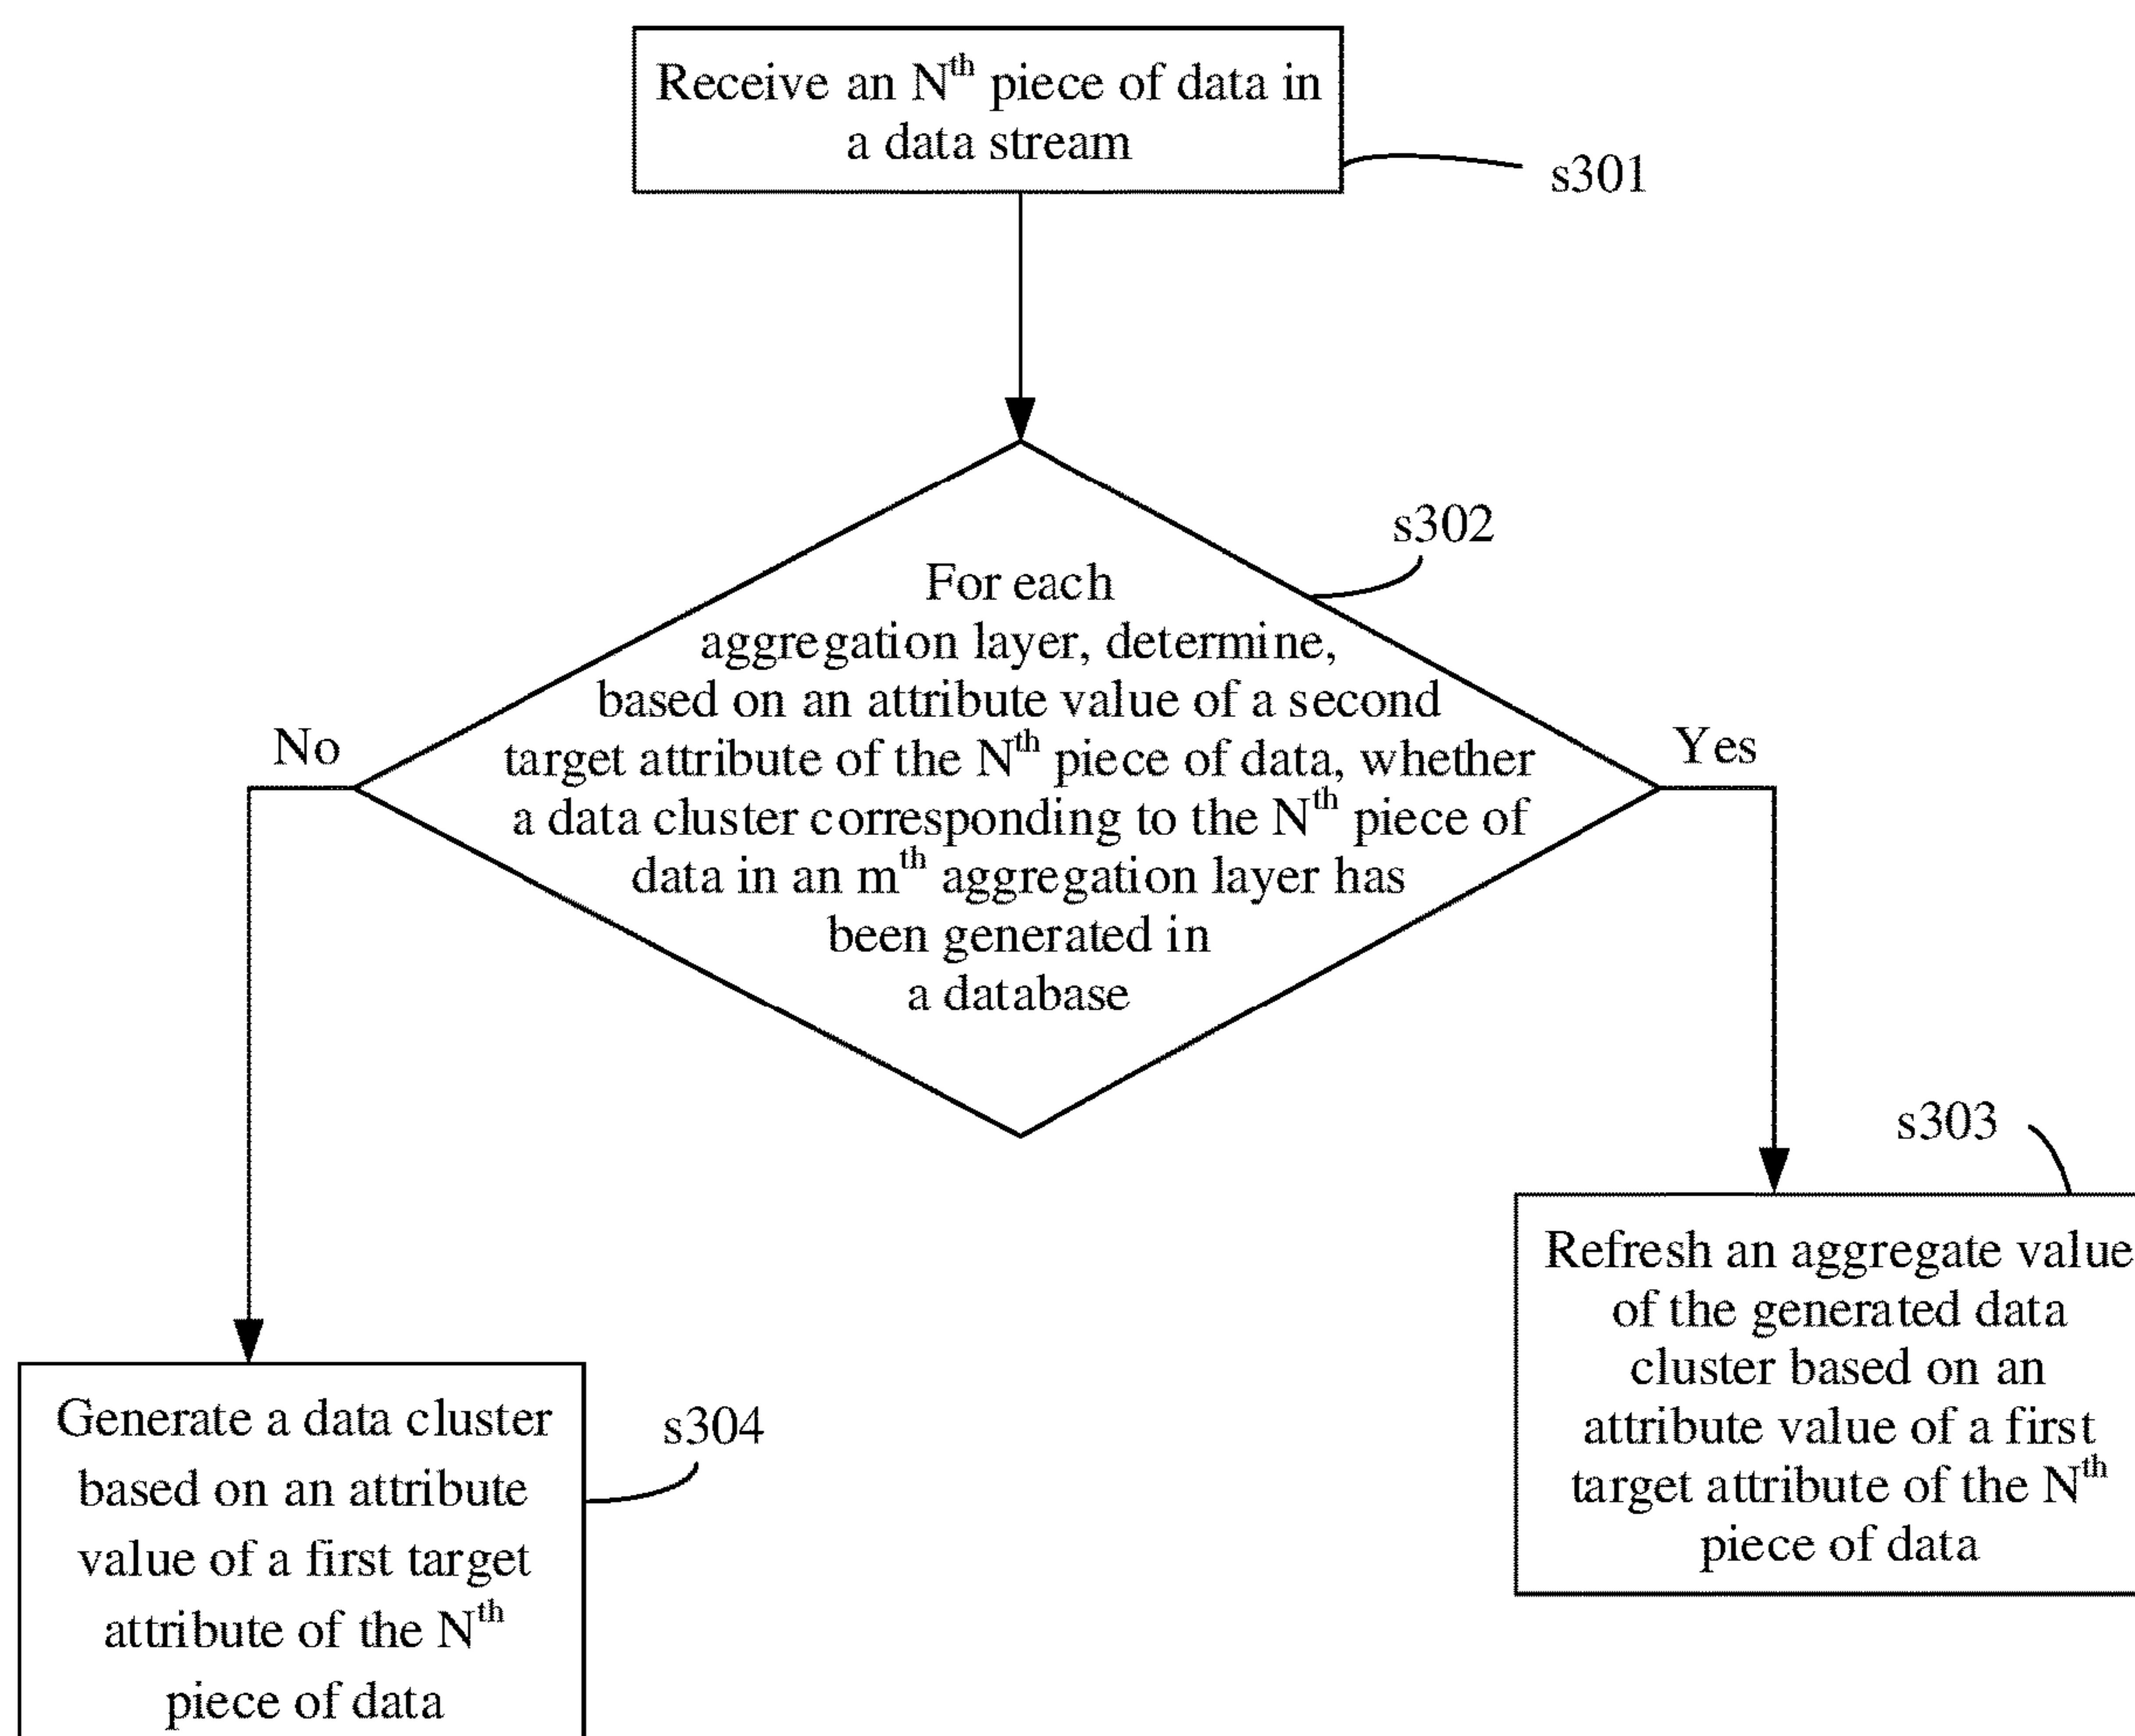 Receive an Nth piece of data in
a data stream
s301
s302
For each
aggregation layer, determine,
based on an attribute value of a second
target attribute of the Nth piece of data, whether
a data cluster corresponding to the Nth piece of
data in an mth aggregation layer has
been generated in
a database
No
Yes
s303
Refresh an aggregate value
of the generated data
cluster based on an
attribute value of a first
target attribute of the Nth
piece of data
s304
Generate a data cluster
based on an attribute
value of a first target
attribute of the Nth
piece of data